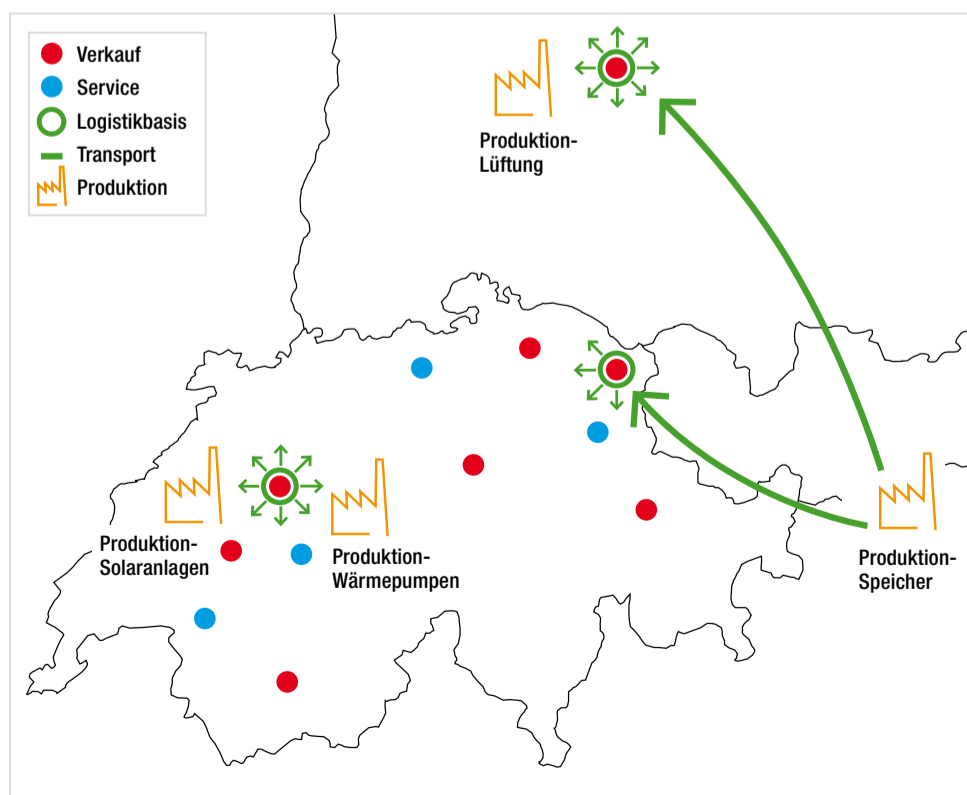 Verkauf
Service
Logistikbasis
Transport
Produktion
Produktion-
Lüftung
Produktion-
Solaranlagen
Produktion-
Wärmepumpen
Produktion-
Speicher